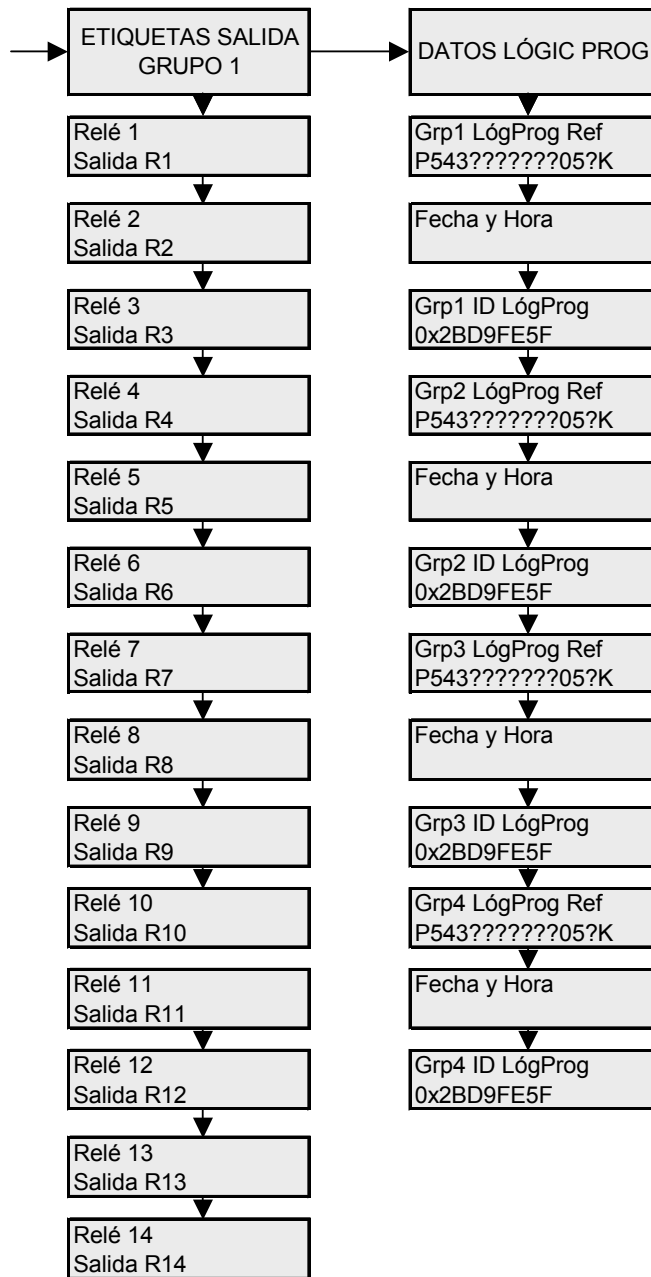 ETIQUETAS SALIDA
GRUPO 1
Relé 1
Salida R1
Relé 2
Salida R2
Relé 3
Salida R3
Relé 4
Salida R4
Relé 5
Salida R5
Relé 6
Salida R6
Relé 7
Salida R7
Relé 8
Salida R8
Relé 9
Salida R9
Relé 10
Salida R10
Relé 11
Salida R11
Relé 12
Salida R12
Relé 13
Salida R13
Relé 14
Salida R14
DATOS LÓGIC PROG
Grp1 LógProg Ref
P543???????05?K
Fecha y Hora
Grp1 ID LógProg
0x2BD9FE5F
Grp2 LógProg Ref
P543???????05?K
Fecha y Hora
Grp2 ID LógProg
0x2BD9FE5F
Grp3 LógProg Ref
P543???????05?K
Fecha y Hora
Grp3 ID LógProg
0x2BD9FE5F
Grp4 LógProg Ref
P543???????05?K
Fecha y Hora
Grp4 ID LógProg
0x2BD9FE5F